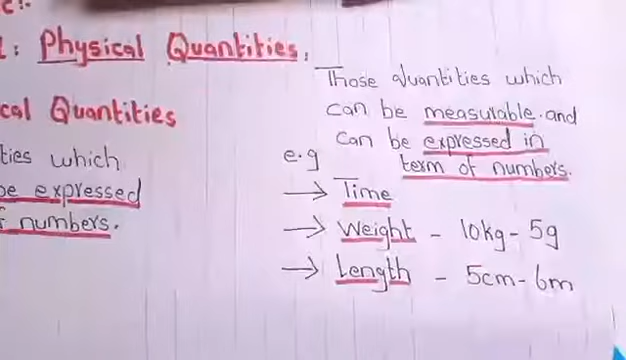 : Physical Quantities.
Those quantities which
can be measurable. and
can be expressed in
term of numbers.
cal Quantities
ties which
be expressed
numbers.
e.g
→ Time
→ Weight - 10kg - 5g
→ Length - 5cm - 6m